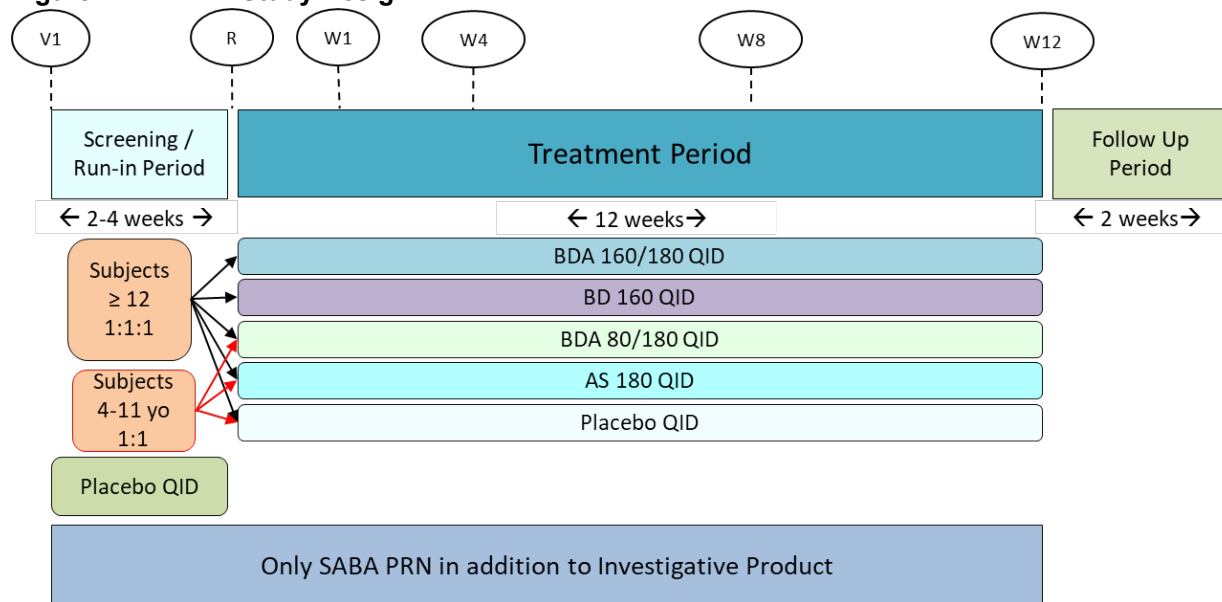 V1
R
W1
W4
W8
W12
Screening /
Run-in Period
Treatment Period
Follow Up
Period
← 2-4 weeks →
← 12 weeks→
← 2 weeks→
Subjects
≥ 12
1:1:1
BDA 160/180 QID
BD 160 QID
BDA 80/180 QID
Subjects
4-11 yo
1:1
AS 180 QID
Placebo QID
Placebo QID
Only SABA PRN in addition to Investigative Product